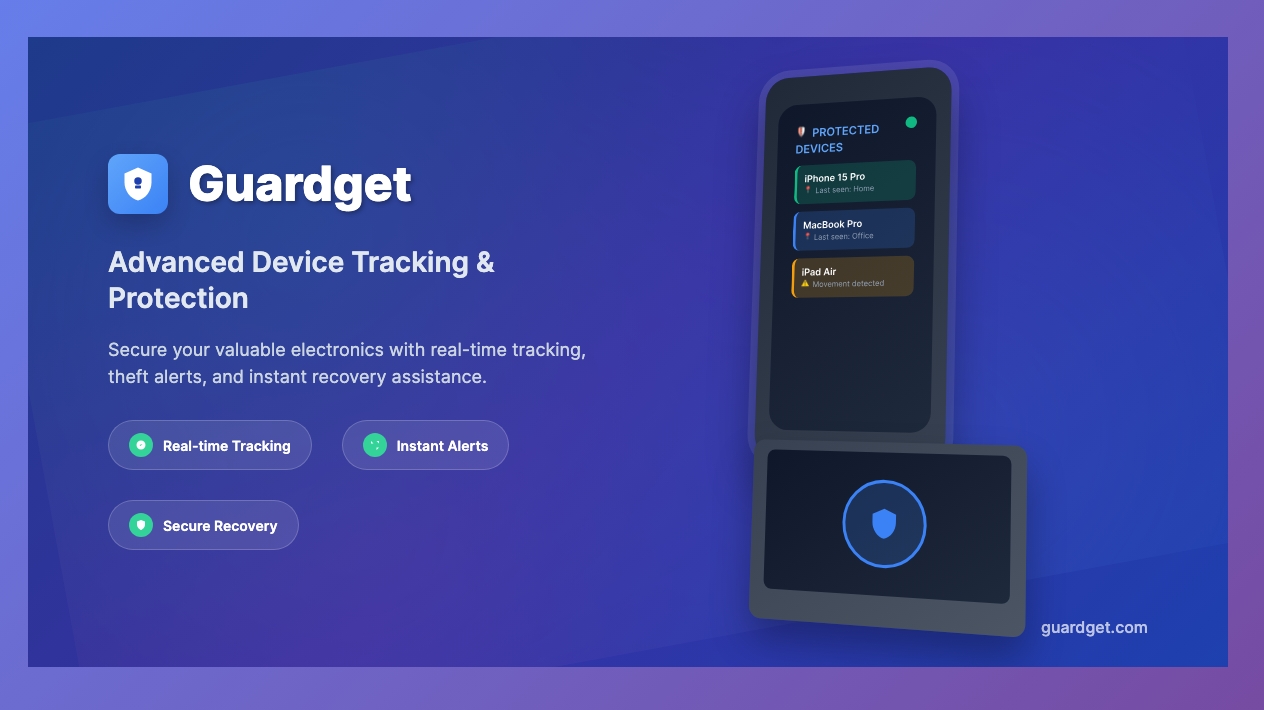 Guardget
Advanced Device Tracking &
Protection
Secure your valuable electronics with real-time tracking,
theft alerts, and instant recovery assistance.
Real-time Tracking
Instant Alerts
Secure Recovery
PROTECTED
DEVICES
iPhone 15 Pro
Last seen: Home
MacBook Pro
Last seen: Office
iPad Air
Movement detected
guardget.com